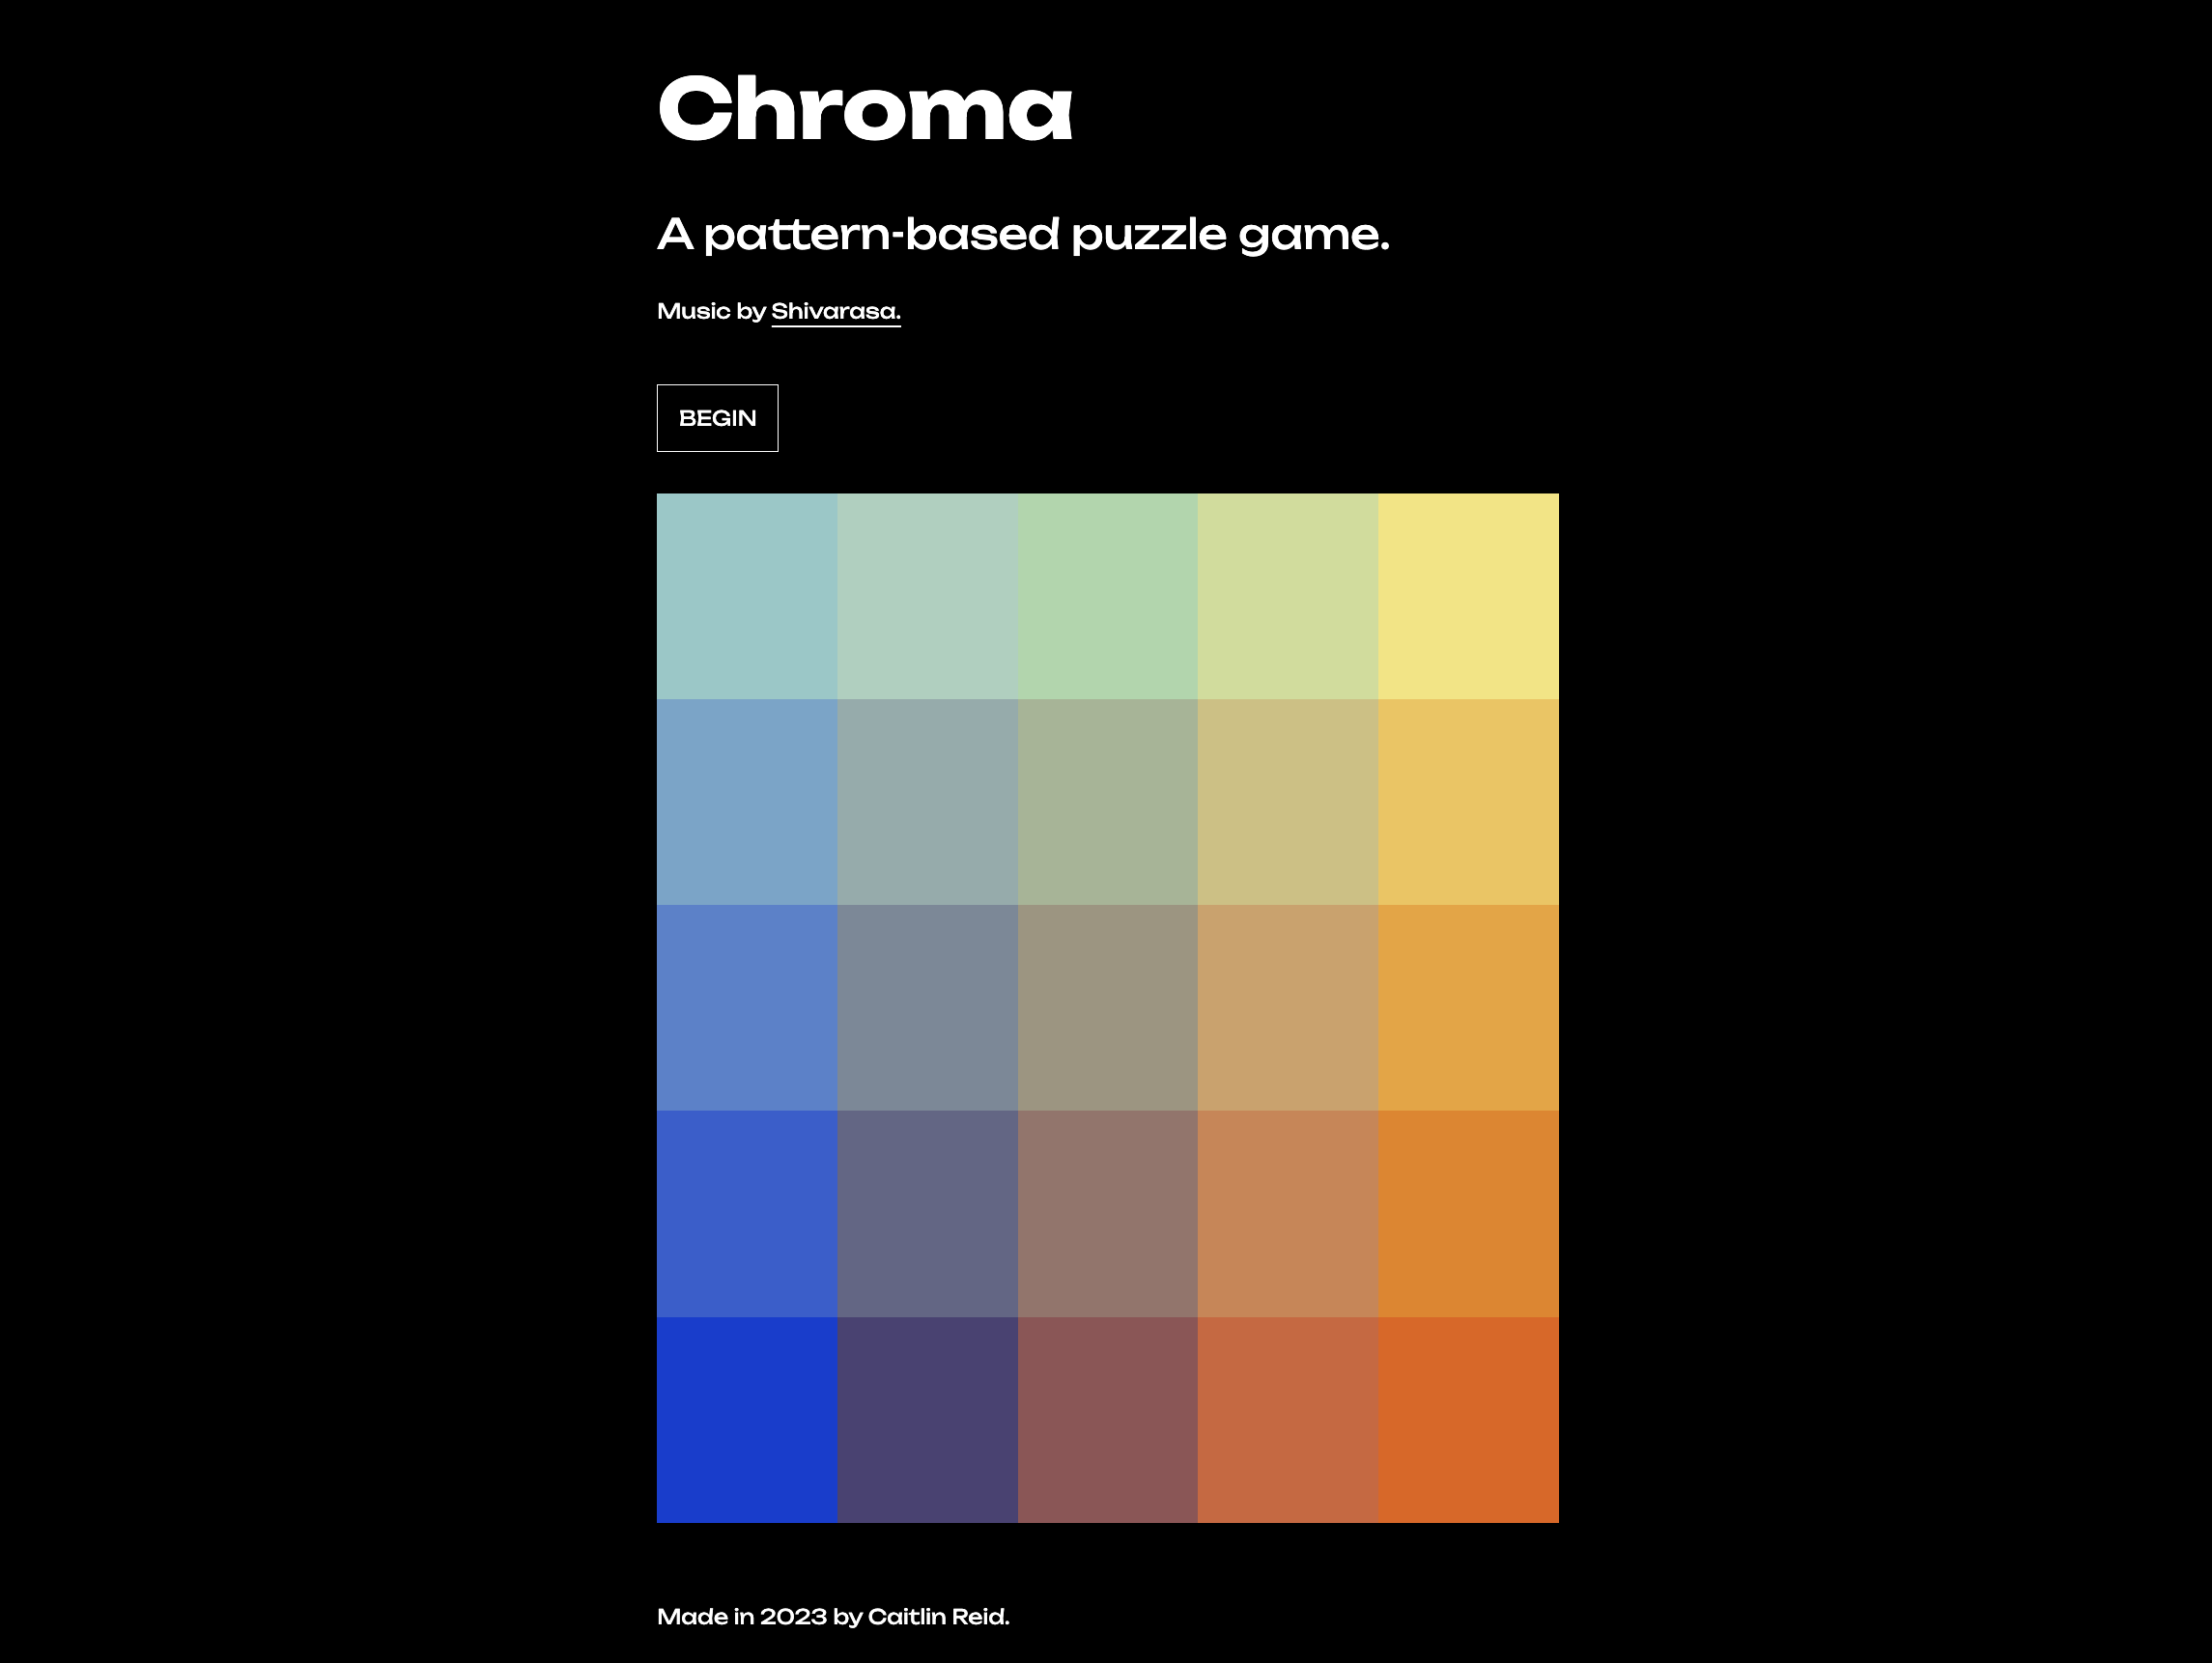 Chroma
A pattern-based puzzle game.
Music by Shivarasa.
BEGIN
Made in 2023 by Caitlin Reid.